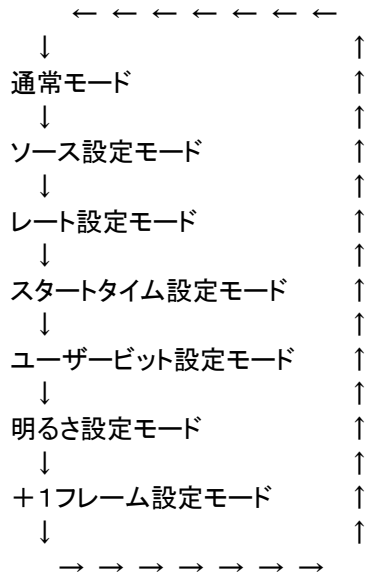 ← ← ← ← ← ← ←
↓ ↑
通常モード ↑
↓ ↑
ソース設定モード ↑
↓ ↑
レート設定モード ↑
↓ ↑
スタートタイム設定モード ↑
↓ ↑
ユーザービット設定モード ↑
↓ ↑
明るさ設定モード ↑
↓ ↑
＋1フレーム設定モード ↑
↓ ↑
→ → → → → → →